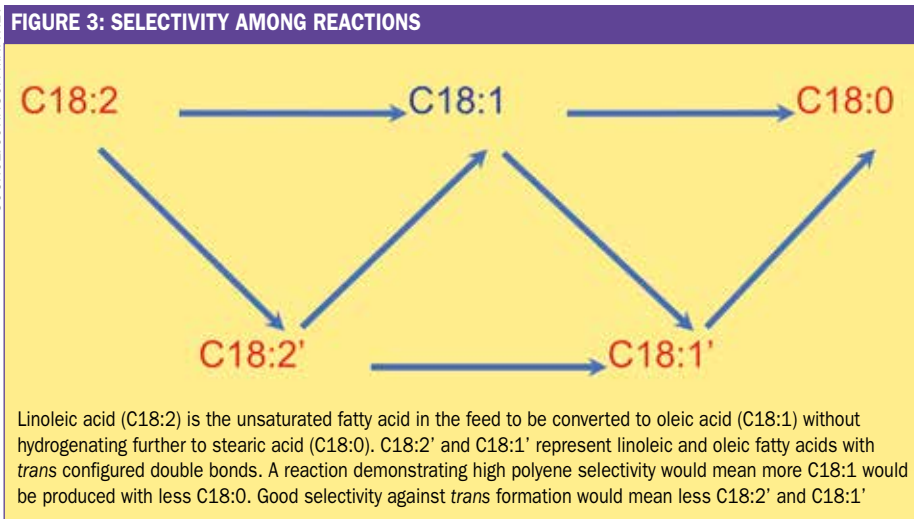 FIGURE 3: SELECTIVITY AMONG REACTIONS
C18:2 C18:1 C18:0
C18:2’ C18:1’
Linoleic acid (C18:2) is the unsaturated fatty acid in the feed to be converted to oleic acid (C18:1) without
hydrogenating further to stearic acid (C18:0). C18:2’ and C18:1’ represent linoleic and oleic fatty acids with
trans configured double bonds. A reaction demonstrating high polyene selectivity would mean more C18:1 would
be produced with less C18:0. Good selectivity against trans formation would mean less C18:2’ and C18:1’